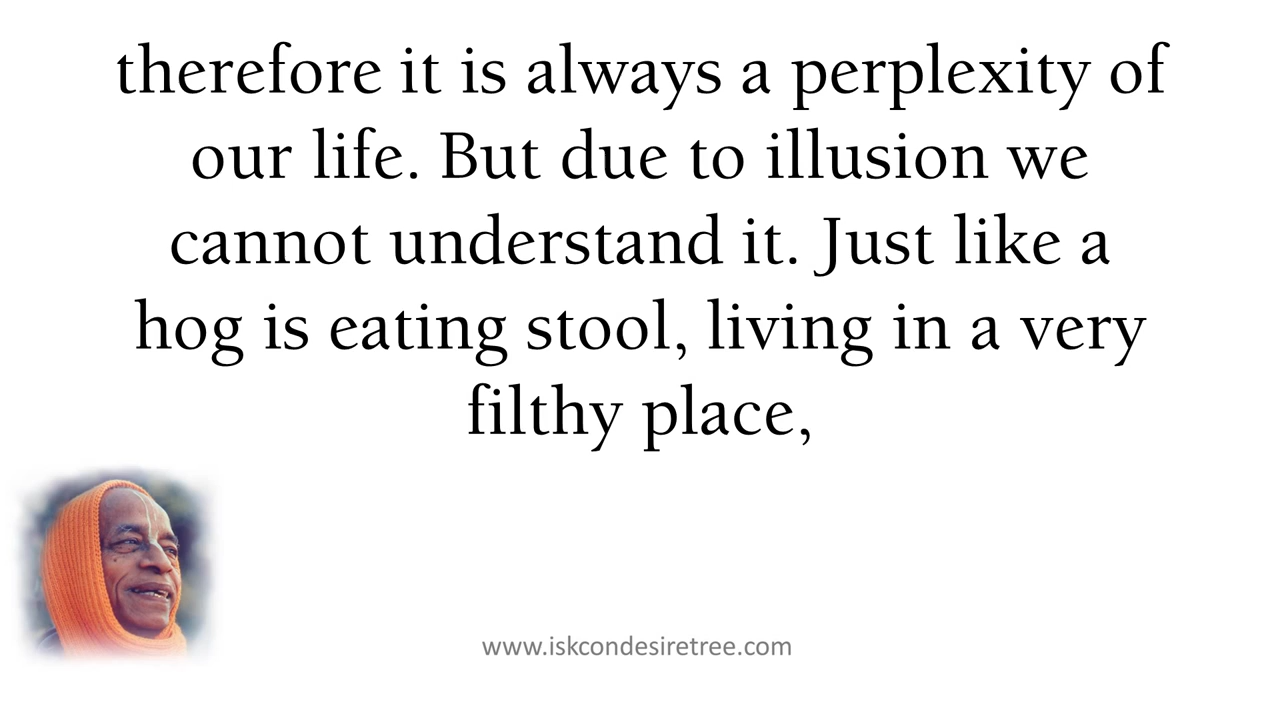 therefore it is always a perplexity of
our life. But due to illusion we
cannot understand it. Just like a
hog is eating stool, living in a very
filthy place,
www.iskcondesiretree.com